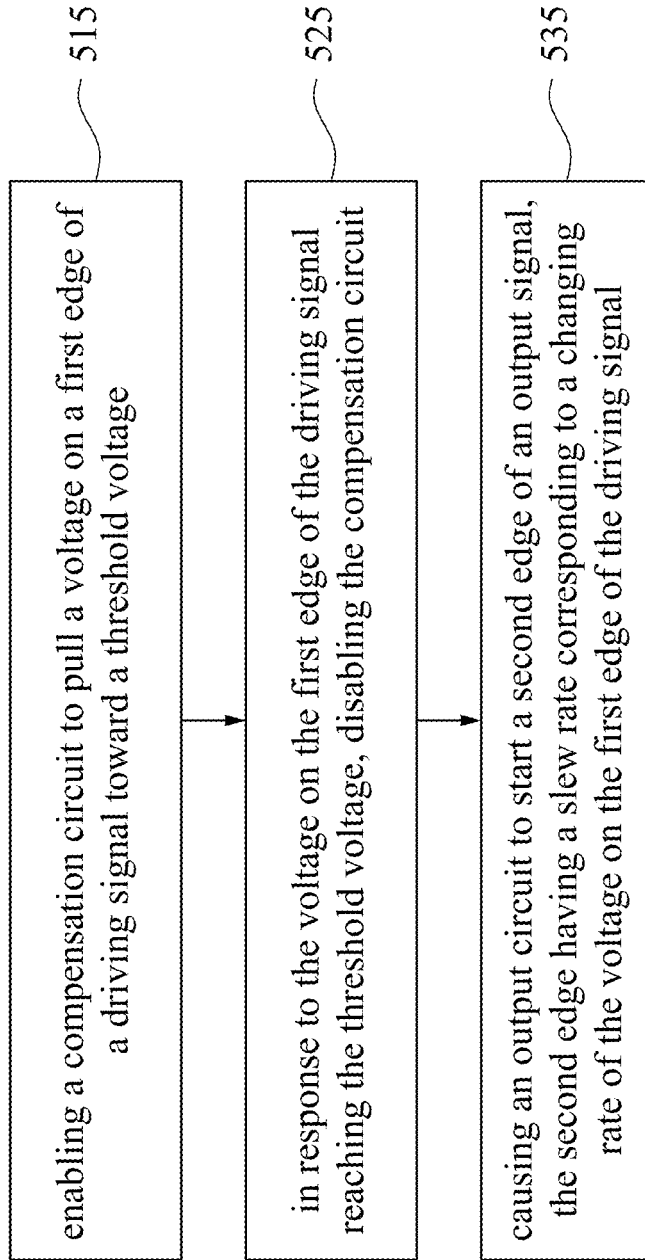 enabling a compensation circuit to pull a voltage on a first edge of
a driving signal toward a threshold voltage
515
in response to the voltage on the first edge of the driving signal
reaching the threshold voltage, disabling the compensation circuit
525
causing an output circuit to start a second edge of an output signal,
the second edge having a slew rate corresponding to a changing
rate of the voltage on the first edge of the driving signal
535